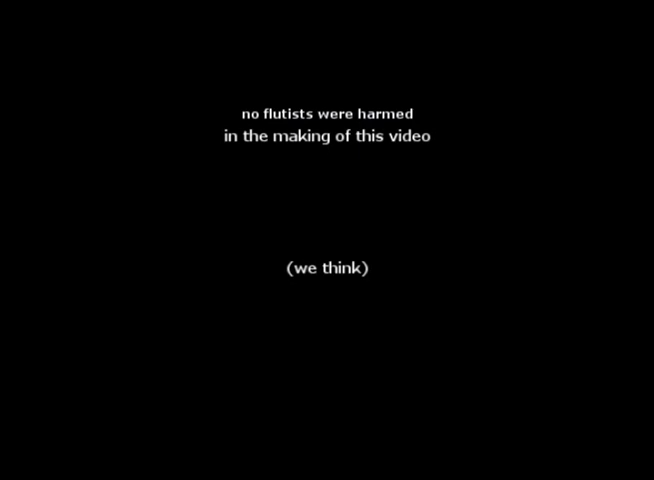 no flutists were harmed
in the making of this video
(we think)